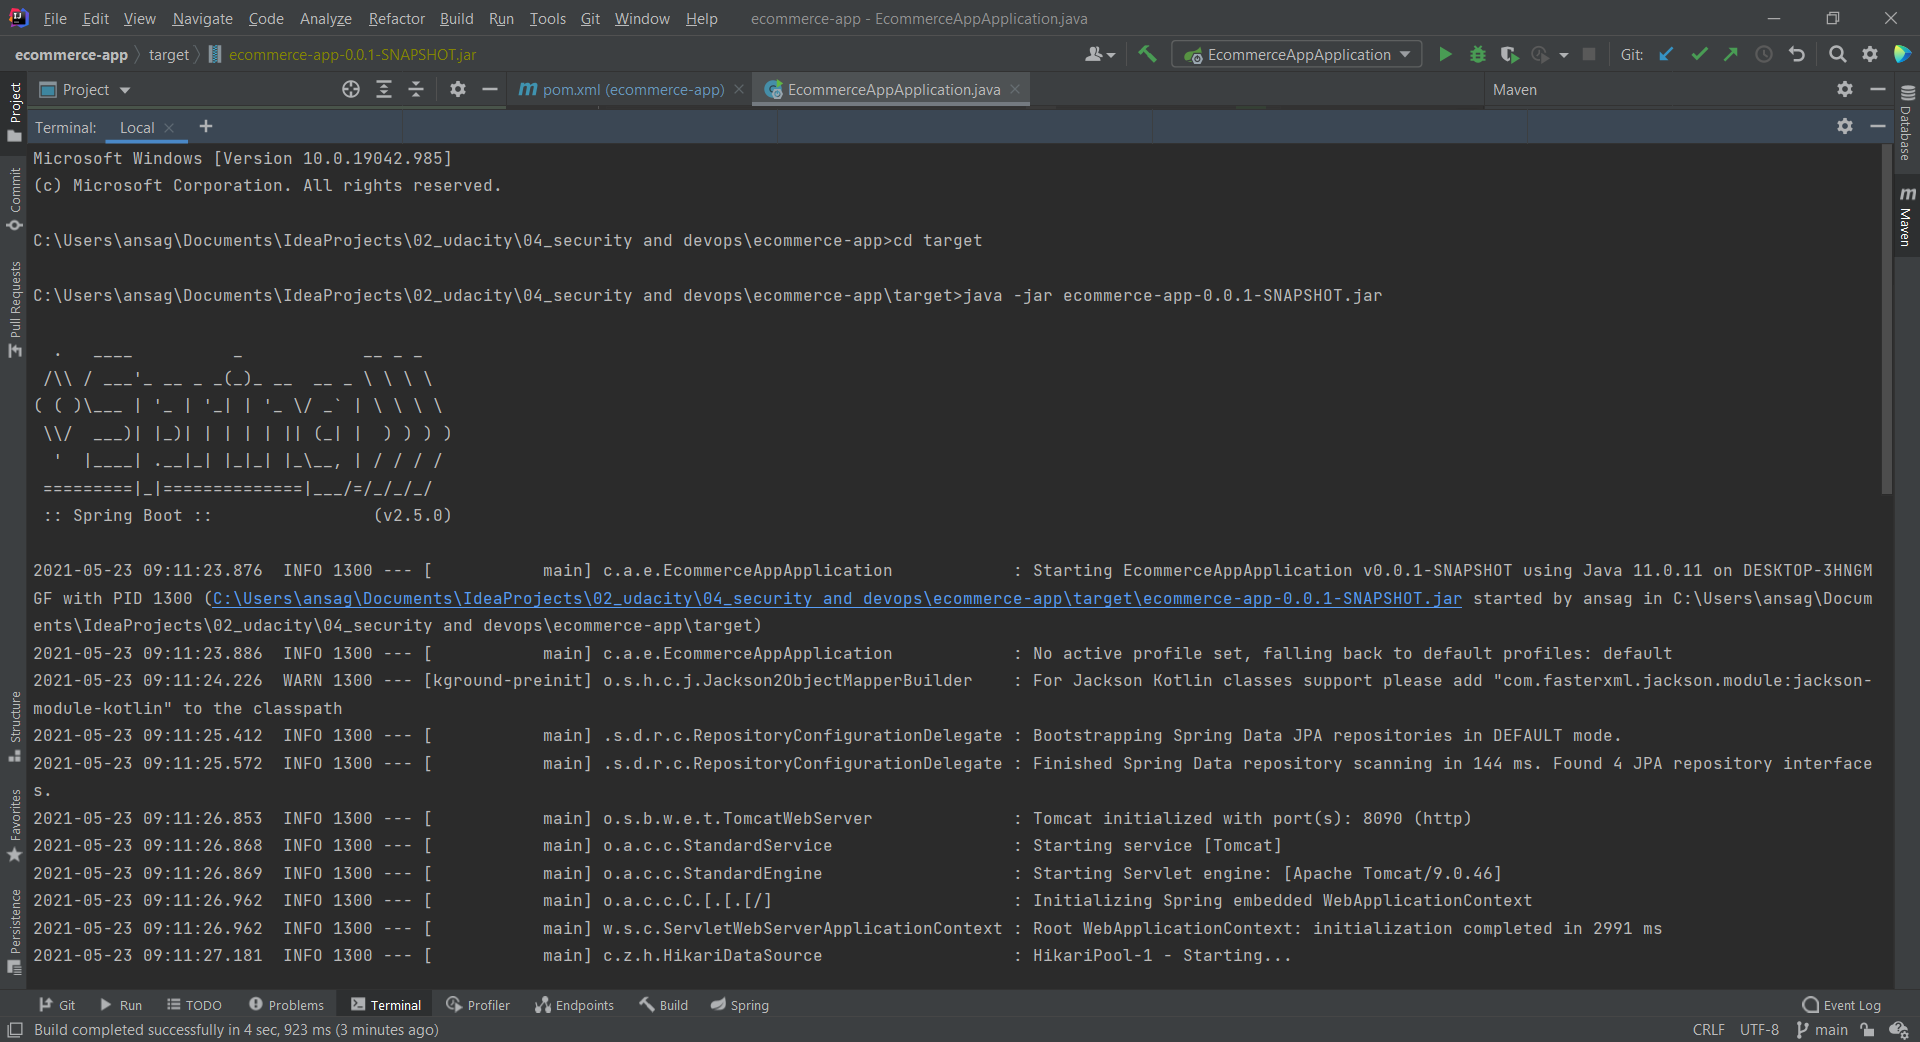 File Edit View Navigate Code Analyze Refactor Build Run Tools Git Window Help ecommerce-app - EcommerceAppApplication.java
ecommerce-app target ecommerce-app-0.0.1-SNAPSHOT.jar EcommerceAppApplication Git:
Project pom.xml (ecommerce-app) EcommerceAppApplication.java Maven
Terminal: Local
Microsoft Windows [Version 10.0.19042.985]
(c) Microsoft Corporation. All rights reserved.
C:\Users\ansag\Documents\IdeaProjects\02_udacity\04_security and devops\ecommerce-app>cd target
C:\Users\ansag\Documents\IdeaProjects\02_udacity\04_security and devops\ecommerce-app\target>java -jar ecommerce-app-0.0.1-SNAPSHOT.jar
  .   ____          _            __ _ _
 /\\ / ___'_ __ _ _(_)_ __  __ _ \ \ \ \
( ( )\___ | '_ | '_| | '_ \/ _` | \ \ \ \
 \\/  ___)| |_)| | | | | || (_| |  ) ) ) )
  '  |____| .__|_| |_|_| |_\__, | / / / /
 =========|_|==============|___/=/_/_/_/
 :: Spring Boot ::                (v2.5.0)
2021-05-23 09:11:23.876  INFO 1300 --- [           main] c.a.e.EcommerceAppApplication            : Starting EcommerceAppApplication v0.0.1-SNAPSHOT using Java 11.0.11 on DESKTOP-3HNGM
GF with PID 1300 (C:\Users\ansag\Documents\IdeaProjects\02_udacity\04_security and devops\ecommerce-app\target\ecommerce-app-0.0.1-SNAPSHOT.jar started by ansag in C:\Users\ansag\Docum
ents\IdeaProjects\02_udacity\04_security and devops\ecommerce-app\target)
2021-05-23 09:11:23.886  INFO 1300 --- [           main] c.a.e.EcommerceAppApplication            : No active profile set, falling back to default profiles: default
2021-05-23 09:11:24.226  WARN 1300 --- [kground-preinit] o.s.h.c.j.Jackson2ObjectMapperBuilder    : For Jackson Kotlin classes support please add "com.fasterxml.jackson.module:jackson-
module-kotlin" to the classpath
2021-05-23 09:11:25.412  INFO 1300 --- [           main] .s.d.r.c.RepositoryConfigurationDelegate : Bootstrapping Spring Data JPA repositories in DEFAULT mode.
2021-05-23 09:11:25.572  INFO 1300 --- [           main] .s.d.r.c.RepositoryConfigurationDelegate : Finished Spring Data repository scanning in 144 ms. Found 4 JPA repository interface
s.
2021-05-23 09:11:26.853  INFO 1300 --- [           main] o.s.b.w.e.t.TomcatWebServer              : Tomcat initialized with port(s): 8090 (http)
2021-05-23 09:11:26.868  INFO 1300 --- [           main] o.a.c.c.StandardService                  : Starting service [Tomcat]
2021-05-23 09:11:26.869  INFO 1300 --- [           main] o.a.c.c.StandardEngine                   : Starting Servlet engine: [Apache Tomcat/9.0.46]
2021-05-23 09:11:26.962  INFO 1300 --- [           main] o.a.c.c.C.[.[.[/]                        : Initializing Spring embedded WebApplicationContext
2021-05-23 09:11:26.962  INFO 1300 --- [           main] w.s.c.ServletWebServerApplicationContext : Root WebApplicationContext: initialization completed in 2991 ms
2021-05-23 09:11:27.181  INFO 1300 --- [           main] c.z.h.HikariDataSource                   : HikariPool-1 - Starting...
Project
Commit
Pull Requests
Structure
Favorites
Persistence
Database
Maven
Git Run TODO Problems Terminal Profiler Endpoints Build Spring Event Log
Build completed successfully in 4 sec, 923 ms (3 minutes ago) CRLF UTF-8 main